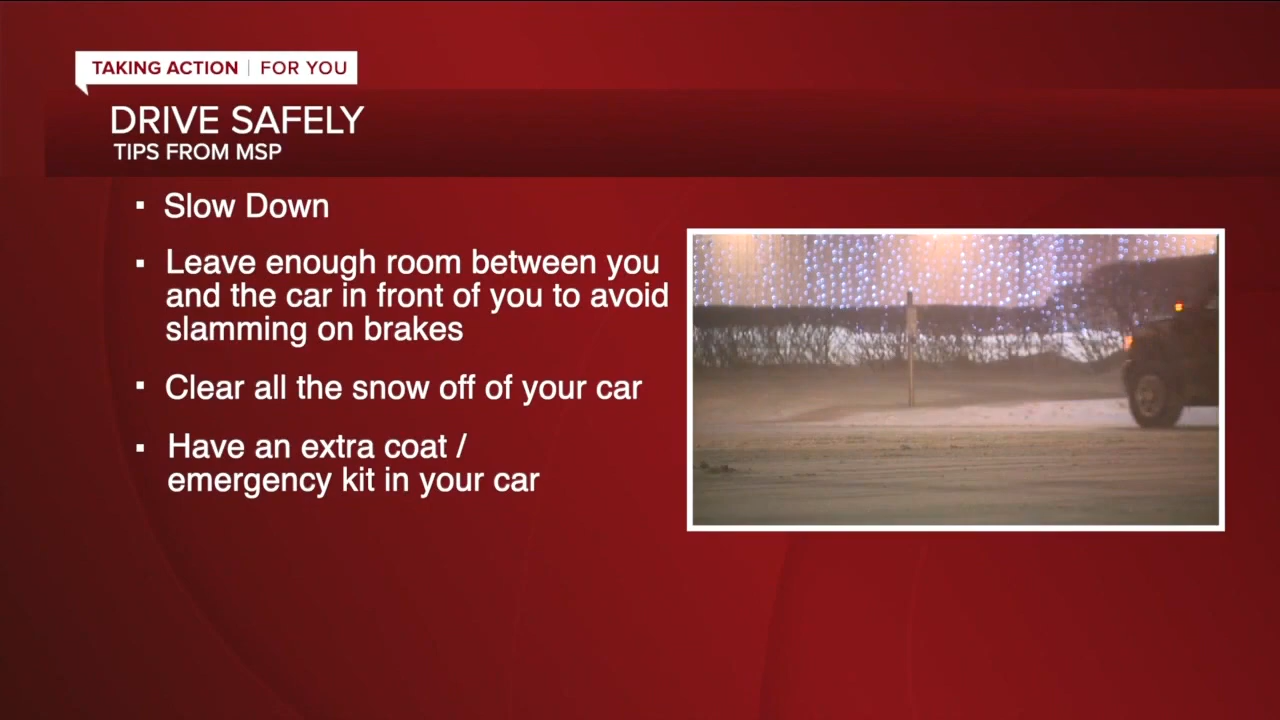 TAKING ACTION | FOR YOU
DRIVE SAFELY
TIPS FROM MSP
▪ Slow Down
▪ Leave enough room between you
and the car in front of you to avoid
slamming on brakes
▪ Clear all the snow off of your car
▪ Have an extra coat /
emergency kit in your car